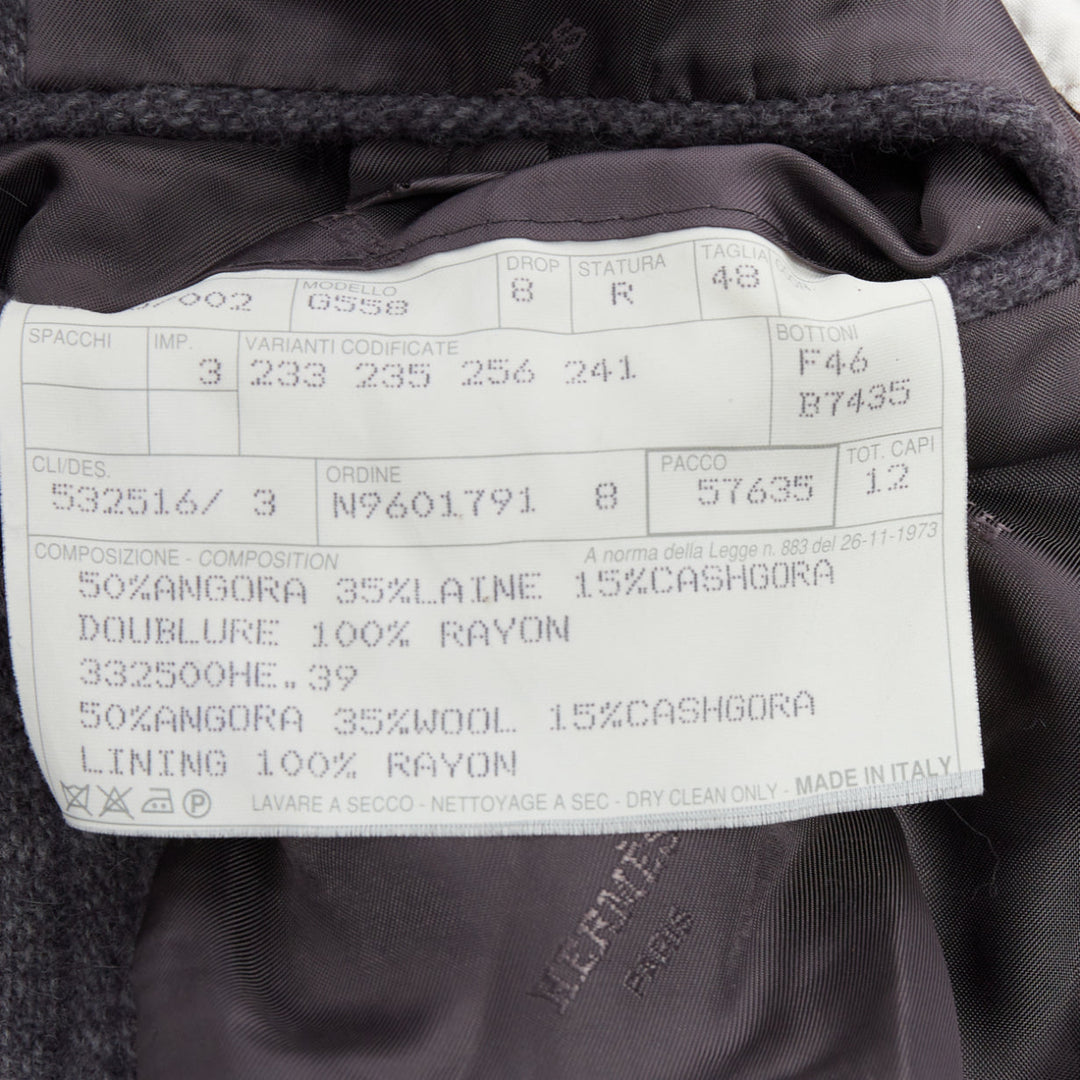 HERMÈS
/002 MODELLO G558 DROP 8 STATURA R TAGLIA 48
SPACCHI IMP. 3 VARIANTI CODIFICATE 233 235 256 241 BOTTONI F46 B7435
CLI/DES. 532516/ 3 ORDINE N9601791 8 PACCO 57635 TOT. CAPI 12
COMPOSIZIONE - COMPOSITION A norma della Legge n. 883 del 26-11-1973
50%ANGORA 35%LAINE 15%CASHGORA
DOUBLURE 100% RAYON
332500HE.39
50%ANGORA 35%WOOL 15%CASHGORA
LINING 100% RAYON
P LAVARE A SECCO - NETTOYAGE A SEC - DRY CLEAN ONLY - MADE IN ITALY
HERMÈS
PARIS